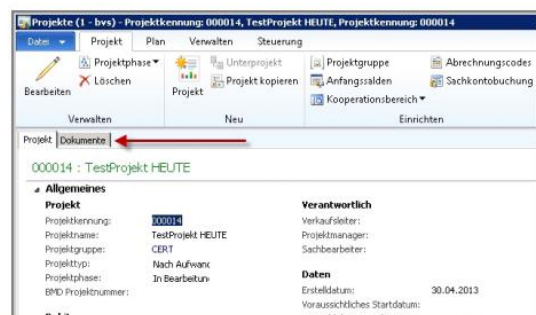 Projekte (1 - bvs) - Projektkennung: 000014, TestProjekt HEUTE, Projektkennung: 000014
Datei Projekt Plan Verwalten Steuerung
Bearbeiten
Projektphase
Löschen
Verwalten
Projekt
Unterprojekt
Projekt kopieren
Neu
Projektgruppe
Anfangssalden
Kooperationsbereich
Abrechnungscodes
Sachkontobuchung
Einrichten
Projekt Dokumente
000014 : TestProjekt HEUTE
Allgemeines
Projekt
Projektkennung: 000014
Projektname: TestProjekt HEUTE
Projektgruppe: CERT
Projekttyp: Nach Aufwand
Projektphase: In Bearbeitun
BMD Projektnummer:
Verantwortlich
Verkaufsleiter:
Projektmanager:
Sachbearbeiter:
Daten
Erstelldatum: 30.04.2013
Voraussichtliches Startdatum: